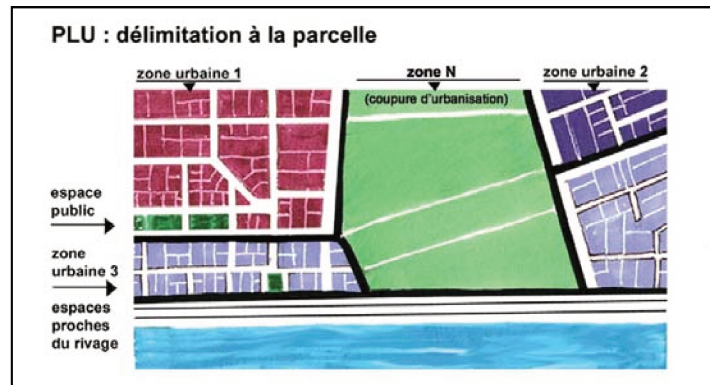 PLU : délimitation à la parcelle
zone urbaine 1
zone N
zone urbaine 2
(coupure d'urbanisation)
espace
public
zone
urbaine 3
espaces
proches
du rivage